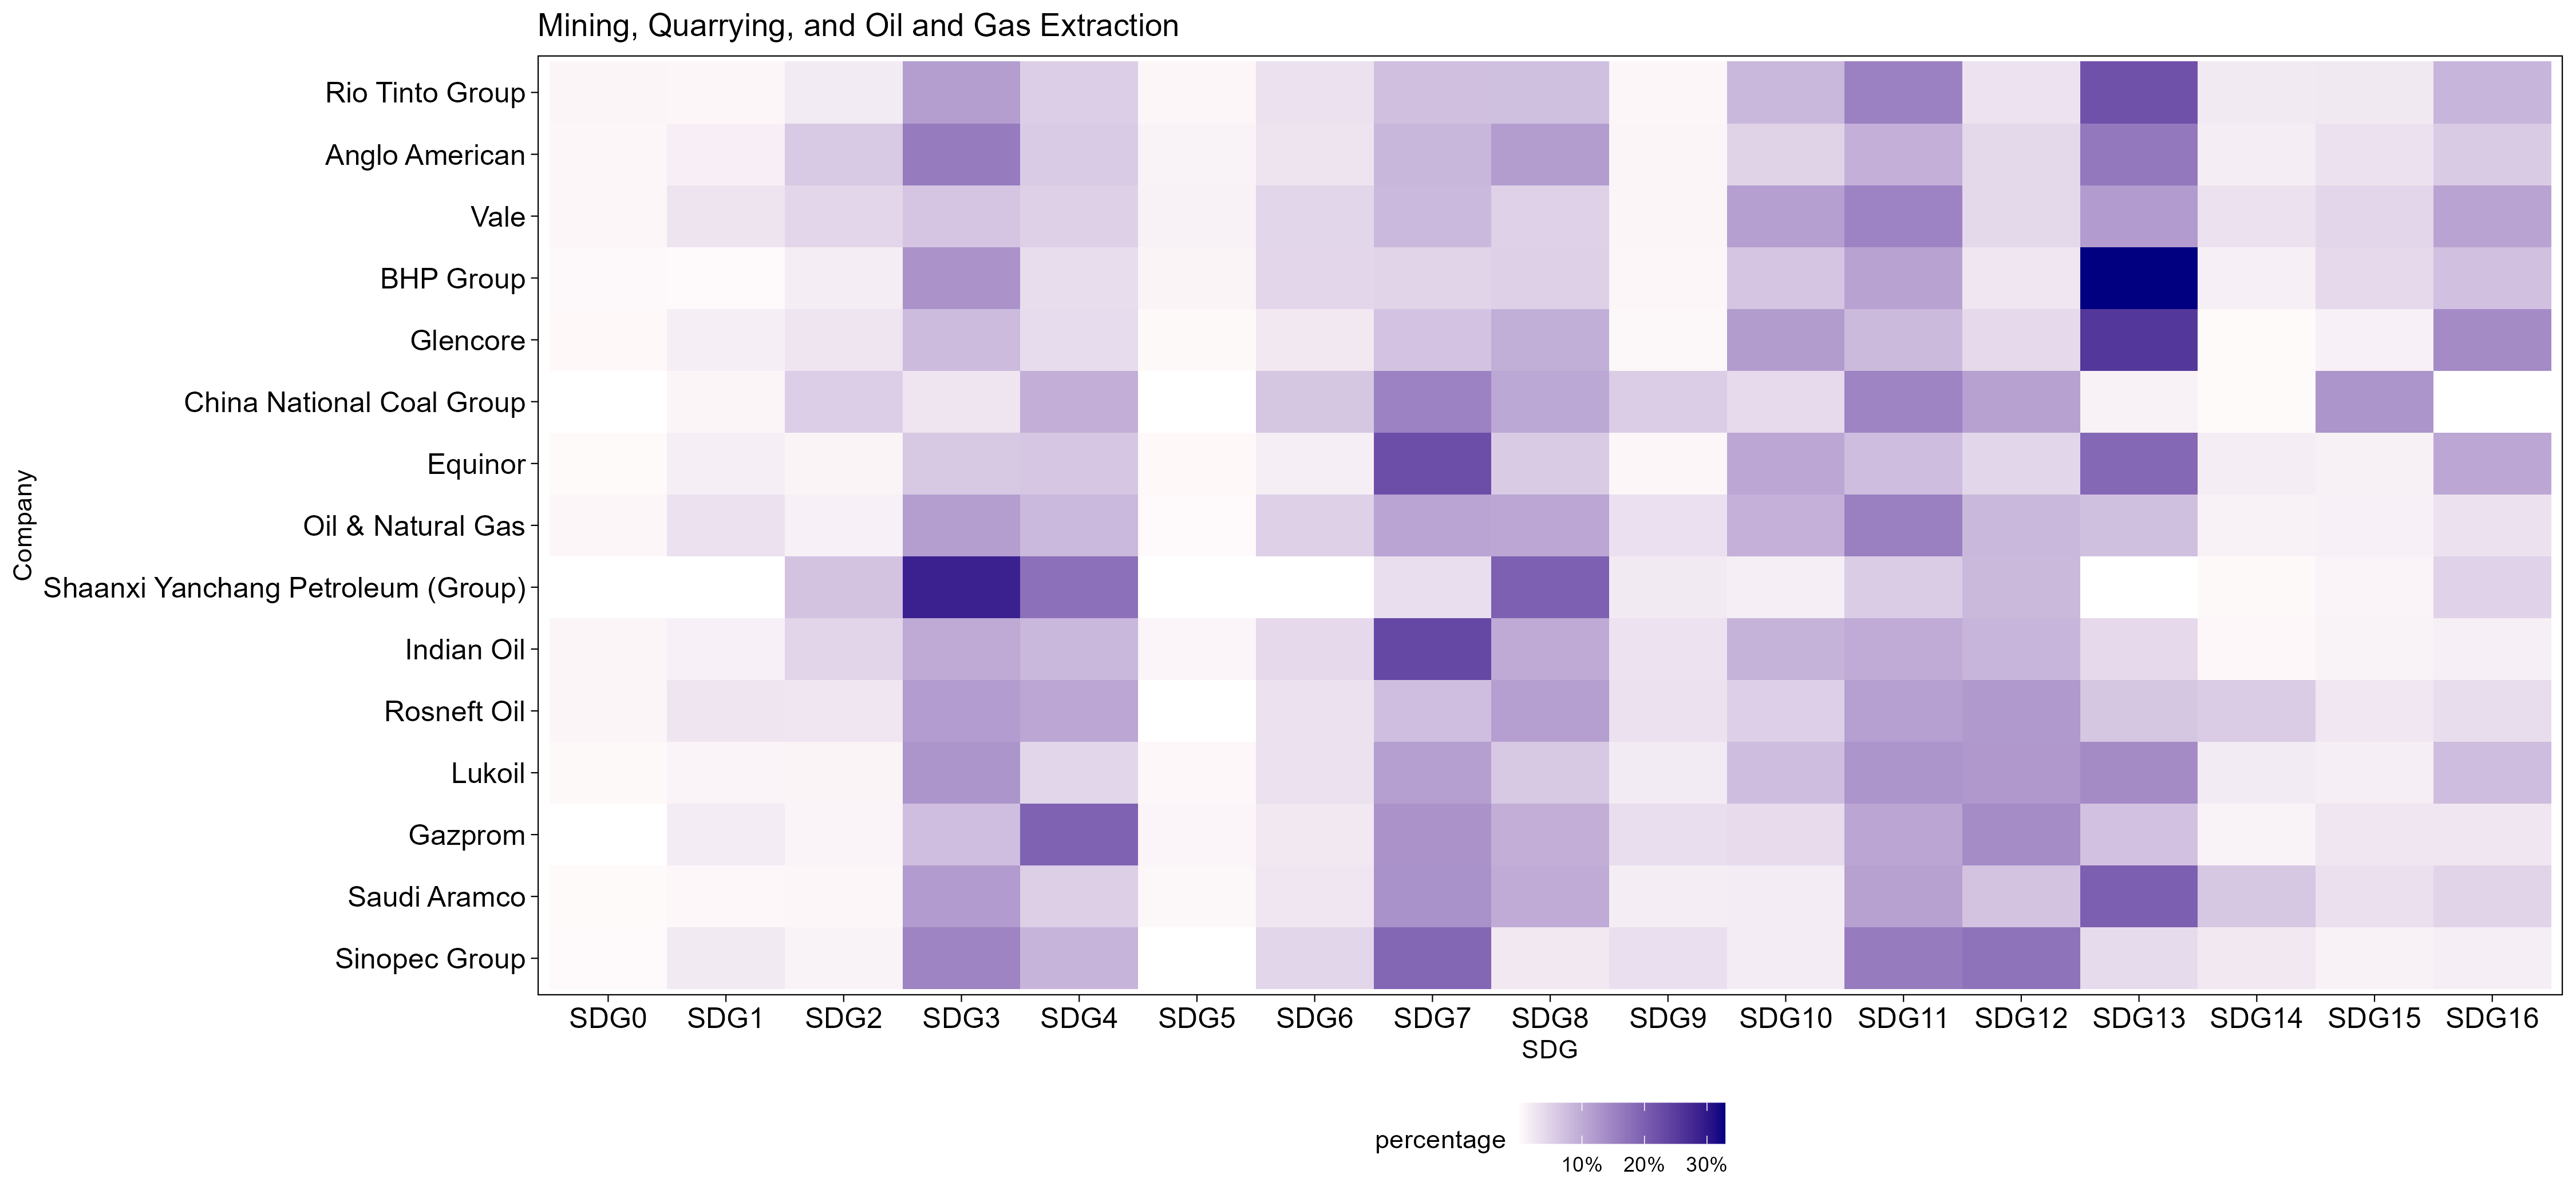 Mining, Quarrying, and Oil and Gas Extraction
Company
Rio Tinto Group
Anglo American
Vale
BHP Group
Glencore
China National Coal Group
Equinor
Oil & Natural Gas
Shaanxi Yanchang Petroleum (Group)
Indian Oil
Rosneft Oil
Lukoil
Gazprom
Saudi Aramco
Sinopec Group
SDG0 SDG1 SDG2 SDG3 SDG4 SDG5 SDG6 SDG7 SDG8 SDG9 SDG10 SDG11 SDG12 SDG13 SDG14 SDG15 SDG16
SDG
percentage
10% 20% 30%